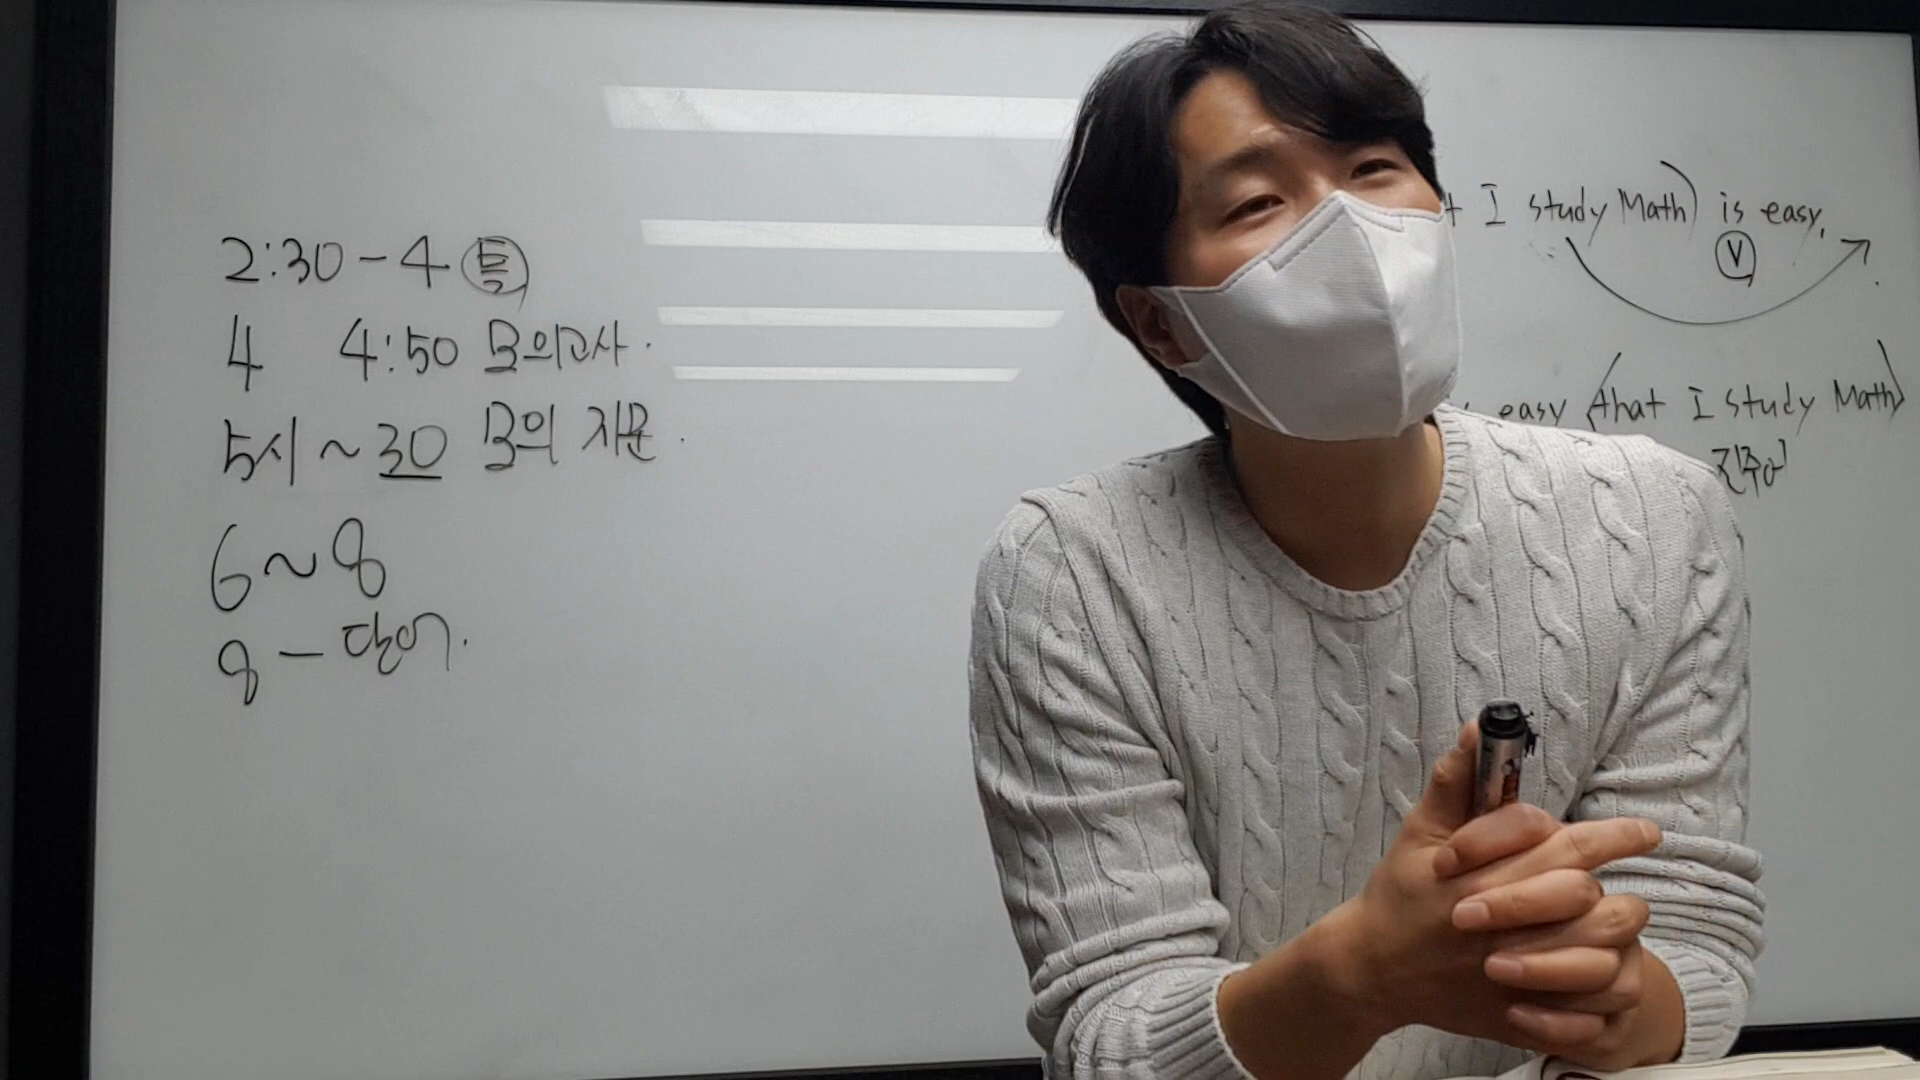 2:30-4 특
4 4:50 모의고사.
5시~30 모의 지문.
6~8
8-단어.
I study Math) is easy.
V
easy (that I study Math)
진주어